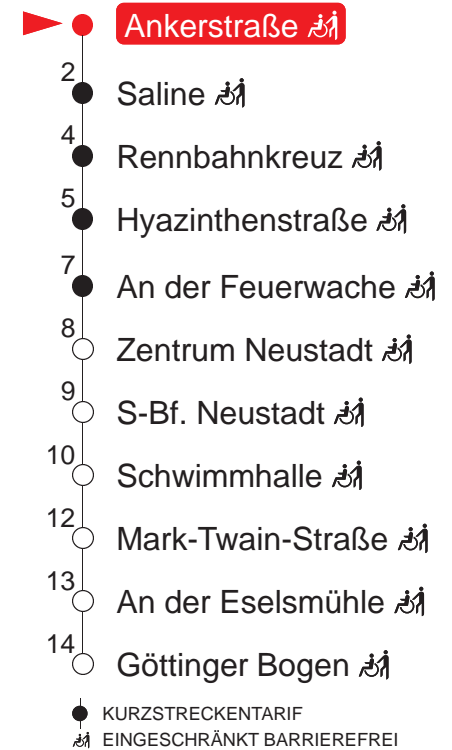 Ankerstraße
2
Saline
4
Rennbahnkreuz
5
Hyazinthenstraße
7
An der Feuerwache
8
Zentrum Neustadt
9
S-Bf. Neustadt
10
Schwimmhalle
12
Mark-Twain-Straße
13
An der Eselsmühle
14
Göttinger Bogen
KURZSTRECKENTARIF
EINGESCHRÄNKT BARRIEREFREI